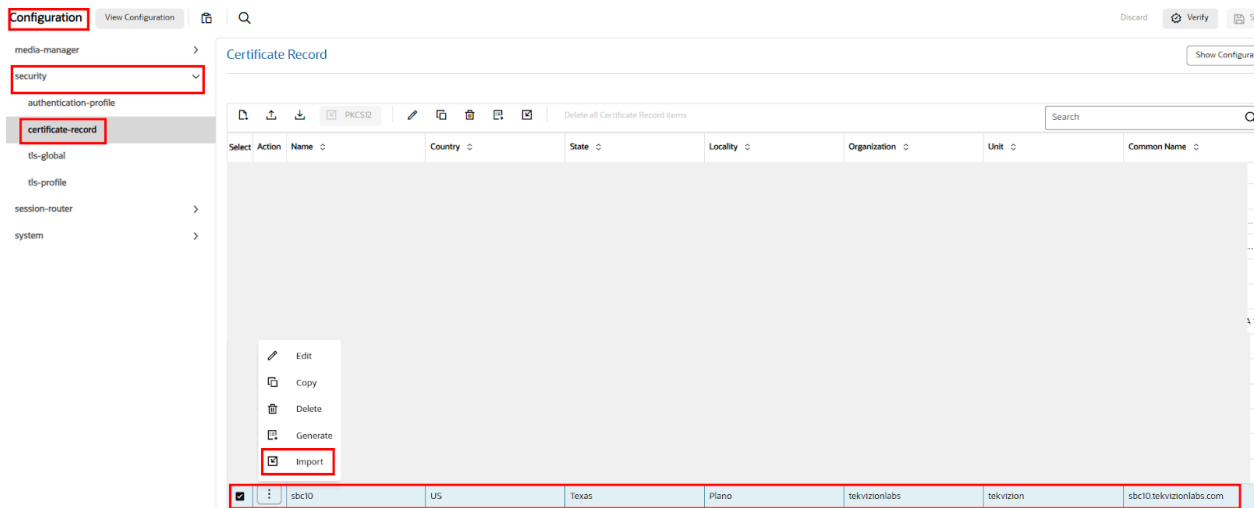 Configuration View Configuration Discard Verify
media-manager
security
authentication-profile
certificate-record
tls-global
tls-profile
session-router
system
Certificate Record Show Configura
PKCS12 Delete all Certificate Record items Search
Select Action Name Country State Locality Organization Unit Common Name
Edit
Copy
Delete
Generate
Import
sbc10 US Texas Plano tekvizionlabs tekvizion sbc10.tekvizionlabs.com